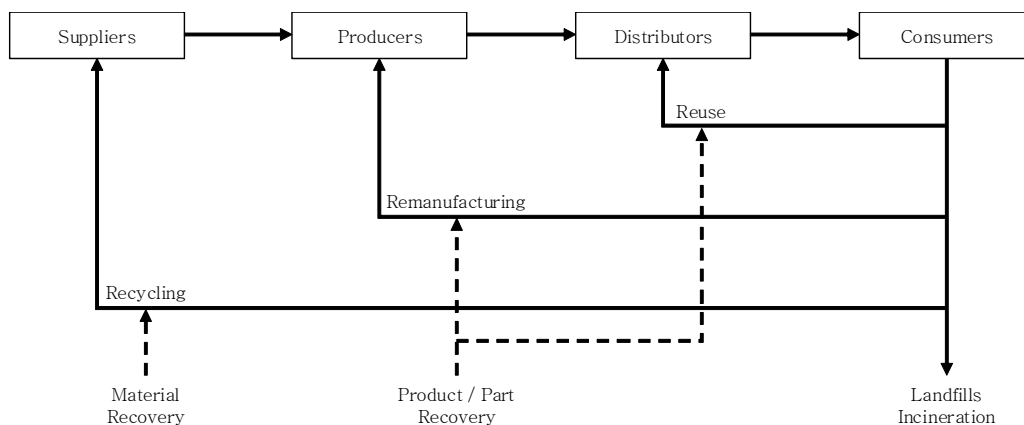 Suppliers
Producers
Distributors
Consumers
Reuse
Remanufacturing
Recycling
Material
Recovery
Product / Part
Recovery
Landfills
Incineration